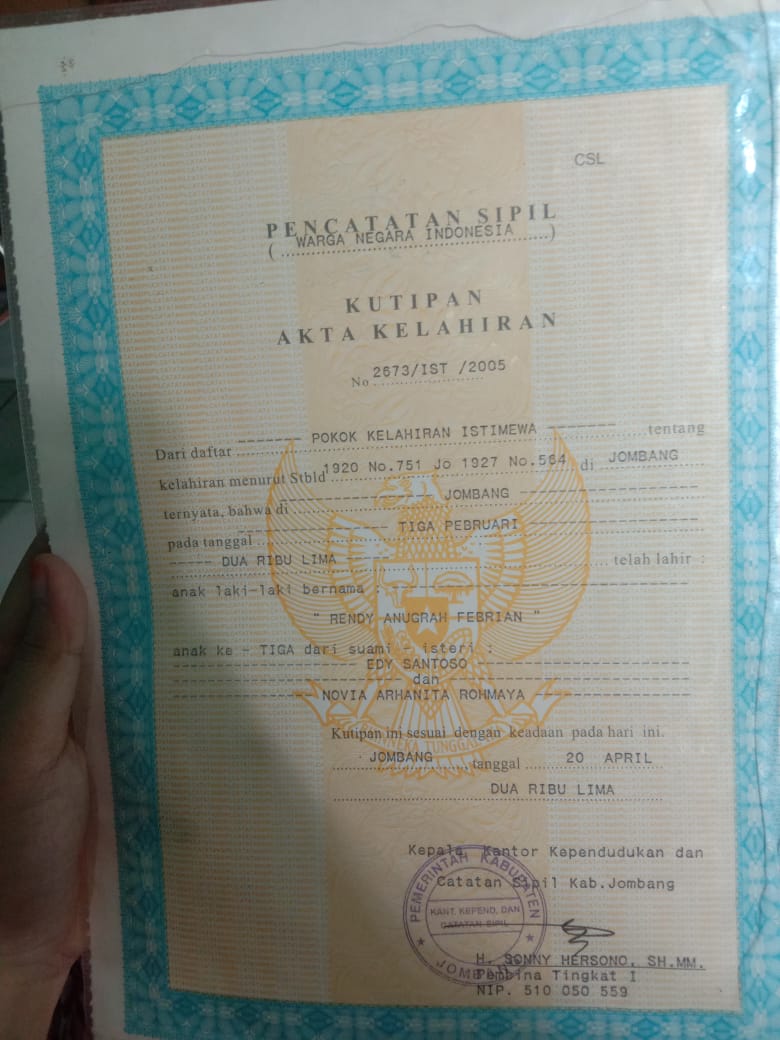 CSL
PENCATATAN SIPIL
( WARGA NEGARA INDONESIA )
KUTIPAN
AKTA KELAHIRAN
No 2673/IST /2005
Dari daftar POKOK KELAHIRAN ISTIMEWA tentang
kelahiran menurut Stbld 1920 No.751 Jo 1927 No.564, di JOMBANG
ternyata, bahwa di JOMBANG
pada tanggal TIGA PEBRUARI
DUA RIBU LIMA telah lahir
anak laki-laki bernama :
" RENDY ANUGRAH FEBRIAN "
anak ke - TIGA dari suami - isteri :
EDY SANTOSO
dan
NOVIA ARHANITA ROHMAYA
Kutipan ini sesuai dengan keadaan pada hari ini.
JOMBANG, tanggal 20 APRIL
DUA RIBU LIMA
Kepala Kantor Kependudukan dan
Catatan Sipil Kab.Jombang
PEMERINTAH KABUPATEN
KANT. KEPEND. DAN
CATATAN SIPIL
JOMBANG
H. SONNY HERSONO, SH.MM.
Pembina Tingkat I
NIP. 510 050 559